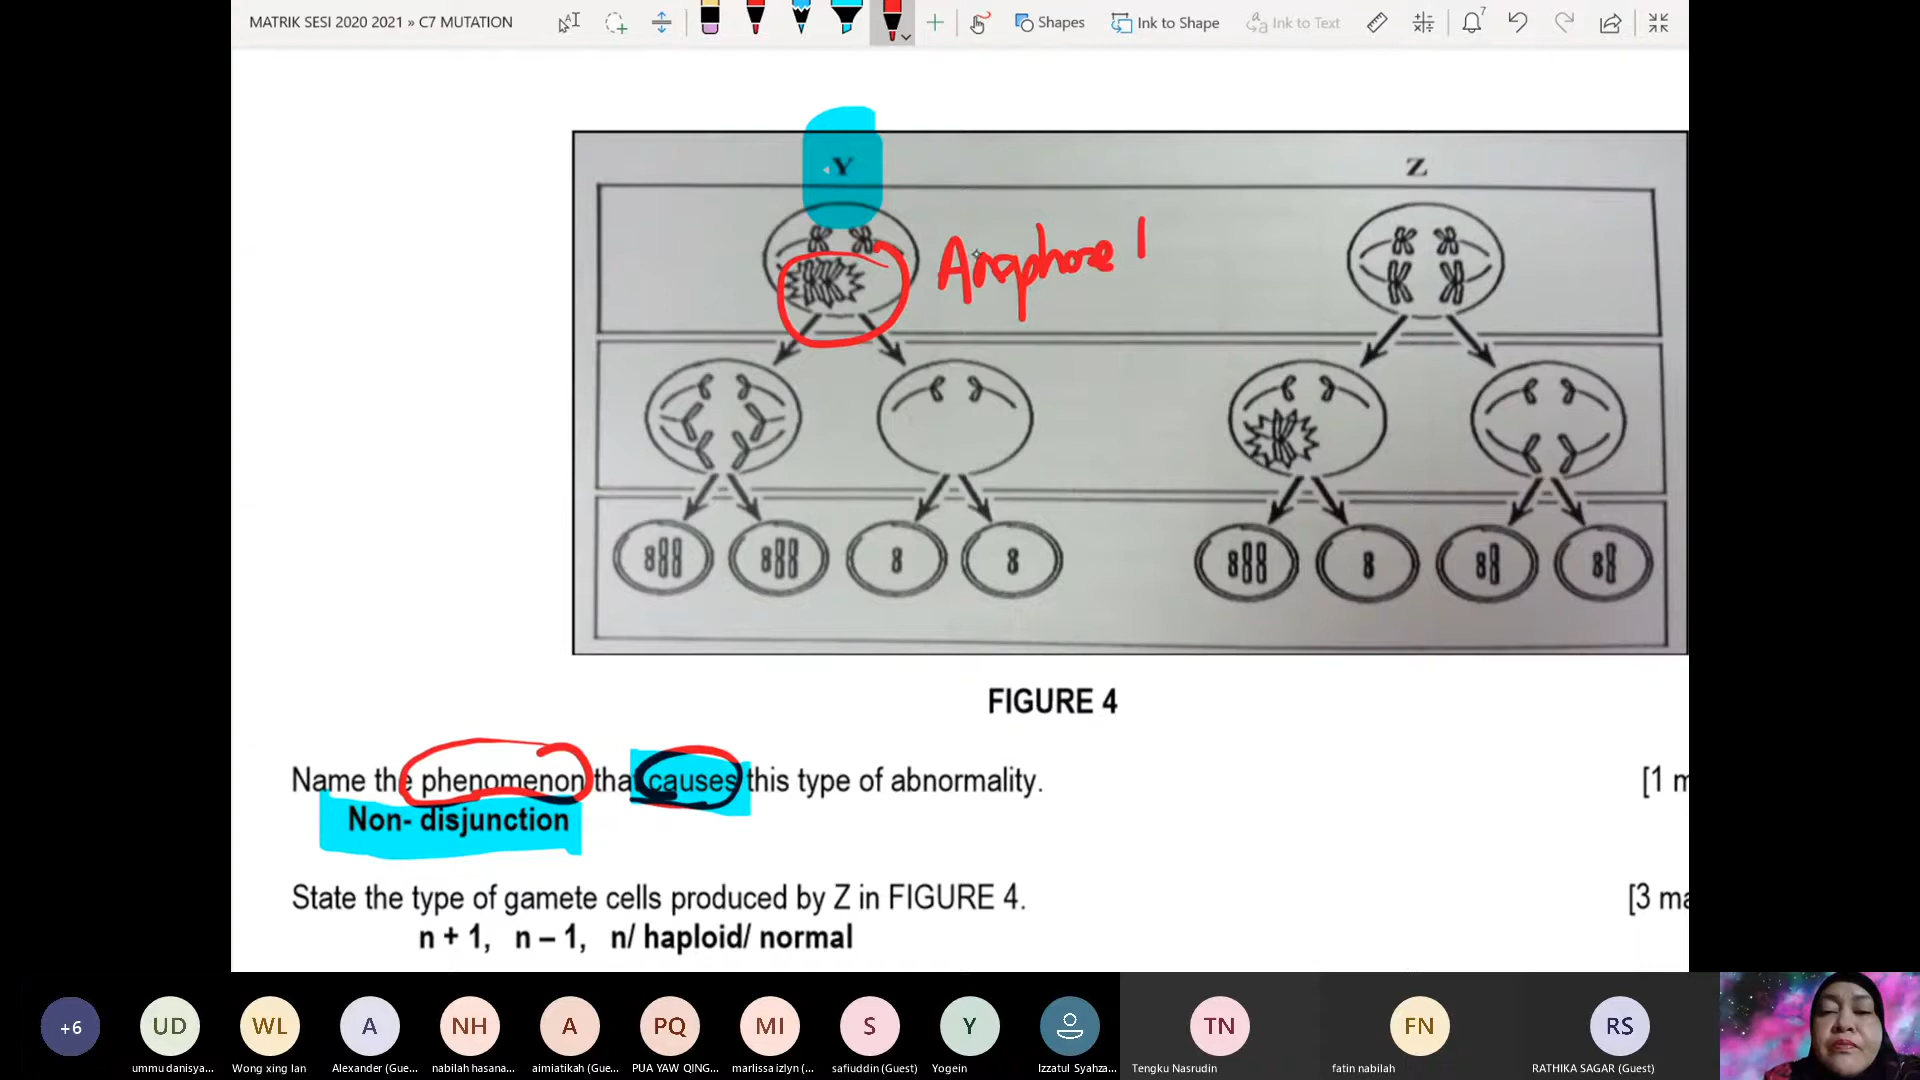 MATRIK SESI 2020 2021 » C7 MUTATION
Shapes
Ink to Shape
Ink to Text
7
Y
Z
Anaphase 1
FIGURE 4
Name the phenomenon that causes this type of abnormality.
[1 m
Non- disjunction
State the type of gamete cells produced by Z in FIGURE 4.
[3 ma
n + 1, n – 1, n/ haploid/ normal
+6
UD
WL
A
NH
A
PQ
MI
S
Y
TN
FN
RS
ummu danisya...
Wong xing lan
Alexander (Gue...
nabilah hasana...
aimiatikah (Gue...
PUA YAW QING...
marlissa izlyn (...
safiuddin (Guest)
Yogein
Izzatul Syahza...
Tengku Nasrudin
fatin nabilah
RATHIKA SAGAR (Guest)